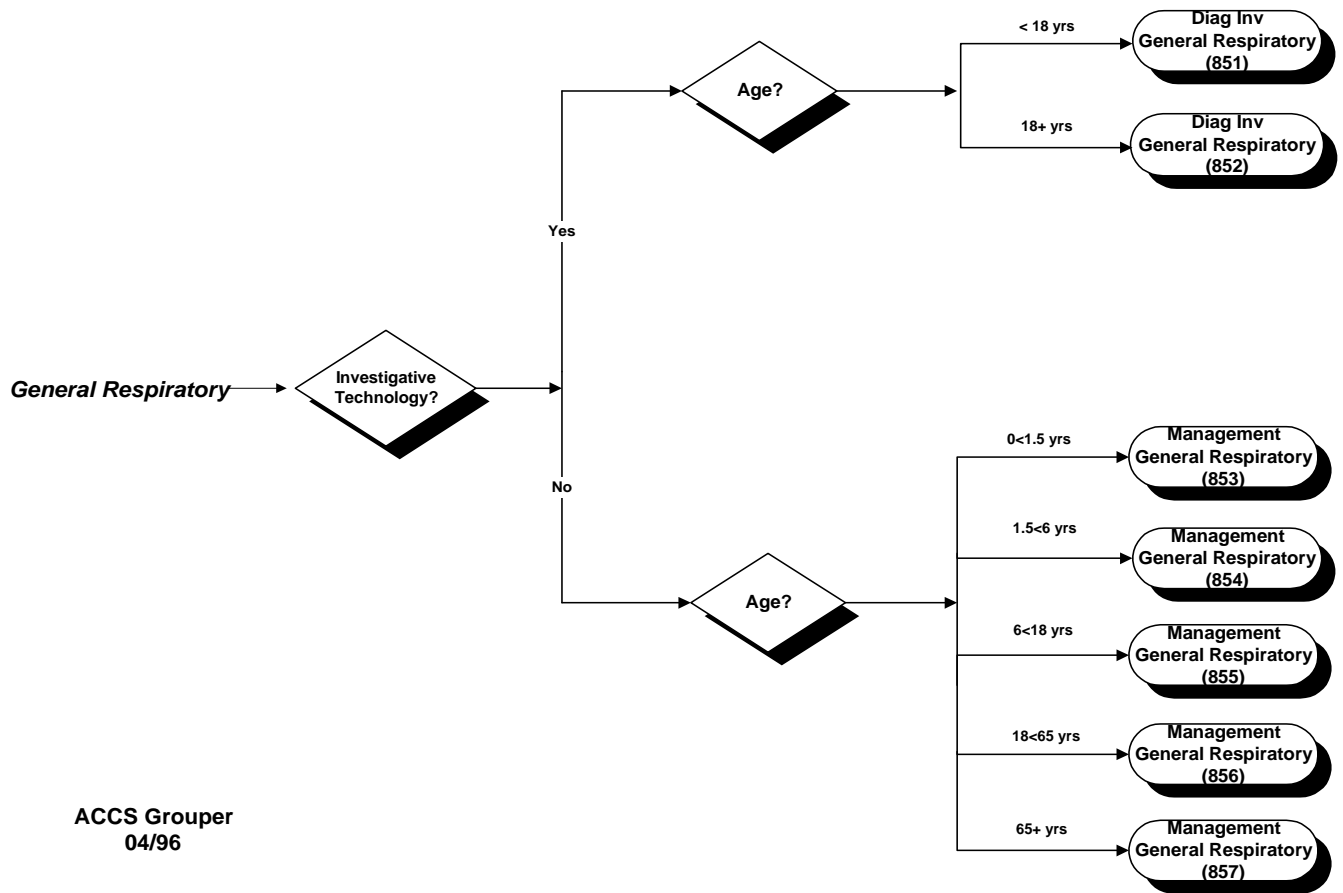 < 18 yrs
Diag Inv
General Respiratory
(851)
Age?
18+ yrs
Diag Inv
General Respiratory
(852)
Yes
General Respiratory
Investigative
Technology?
No
0<1.5 yrs
Management
General Respiratory
(853)
1.5<6 yrs
Management
General Respiratory
(854)
Age?
6<18 yrs
Management
General Respiratory
(855)
18<65 yrs
Management
General Respiratory
(856)
65+ yrs
Management
General Respiratory
(857)
ACCS Grouper
04/96